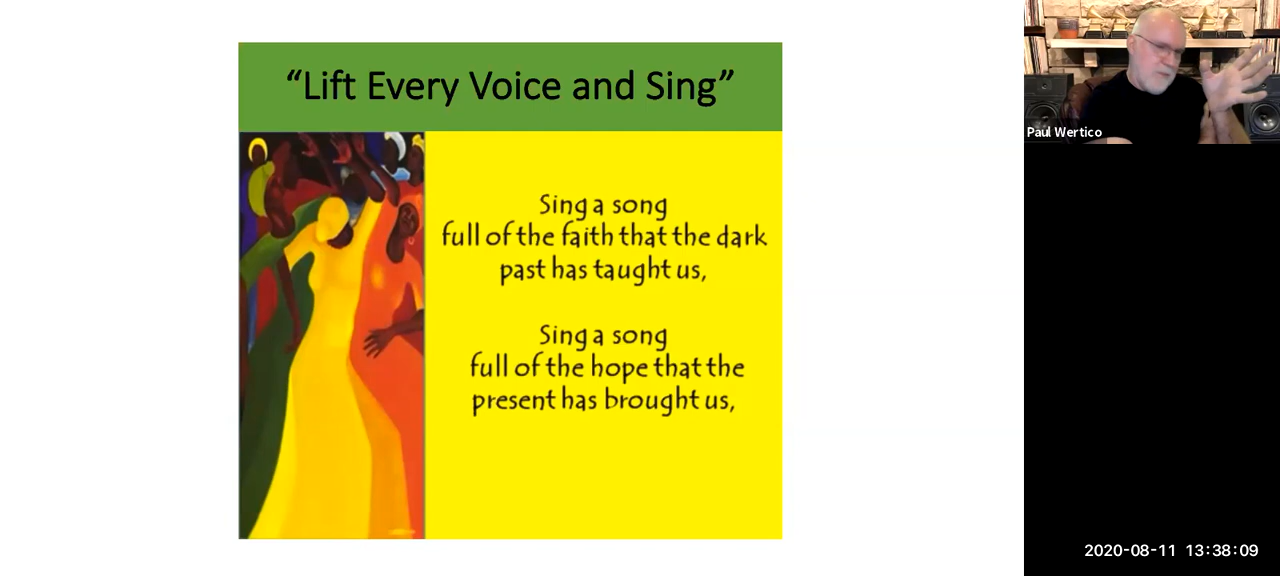 “Lift Every Voice and Sing”
Sing a song
full of the faith that the dark
past has taught us,
Sing a song
full of the hope that the
present has brought us,
Paul Wertico
2020-08-11 13:38:09